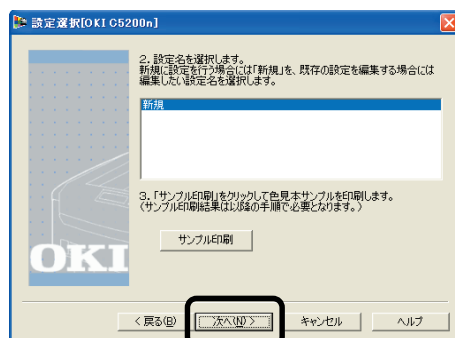 設定選択[OKI C5200n]
2. 設定名を選択します。
新規に設定を行う場合には「新規」を、既存の設定を編集する場合には
編集したい設定名を選択します。
新規
3. 「サンプル印刷」をクリックして色見本サンプルを印刷します。
(サンプル印刷結果は以降の手順で必要となります。)
サンプル印刷
OKI
< 戻る(B)
次へ(N) >
キャンセル
ヘルプ